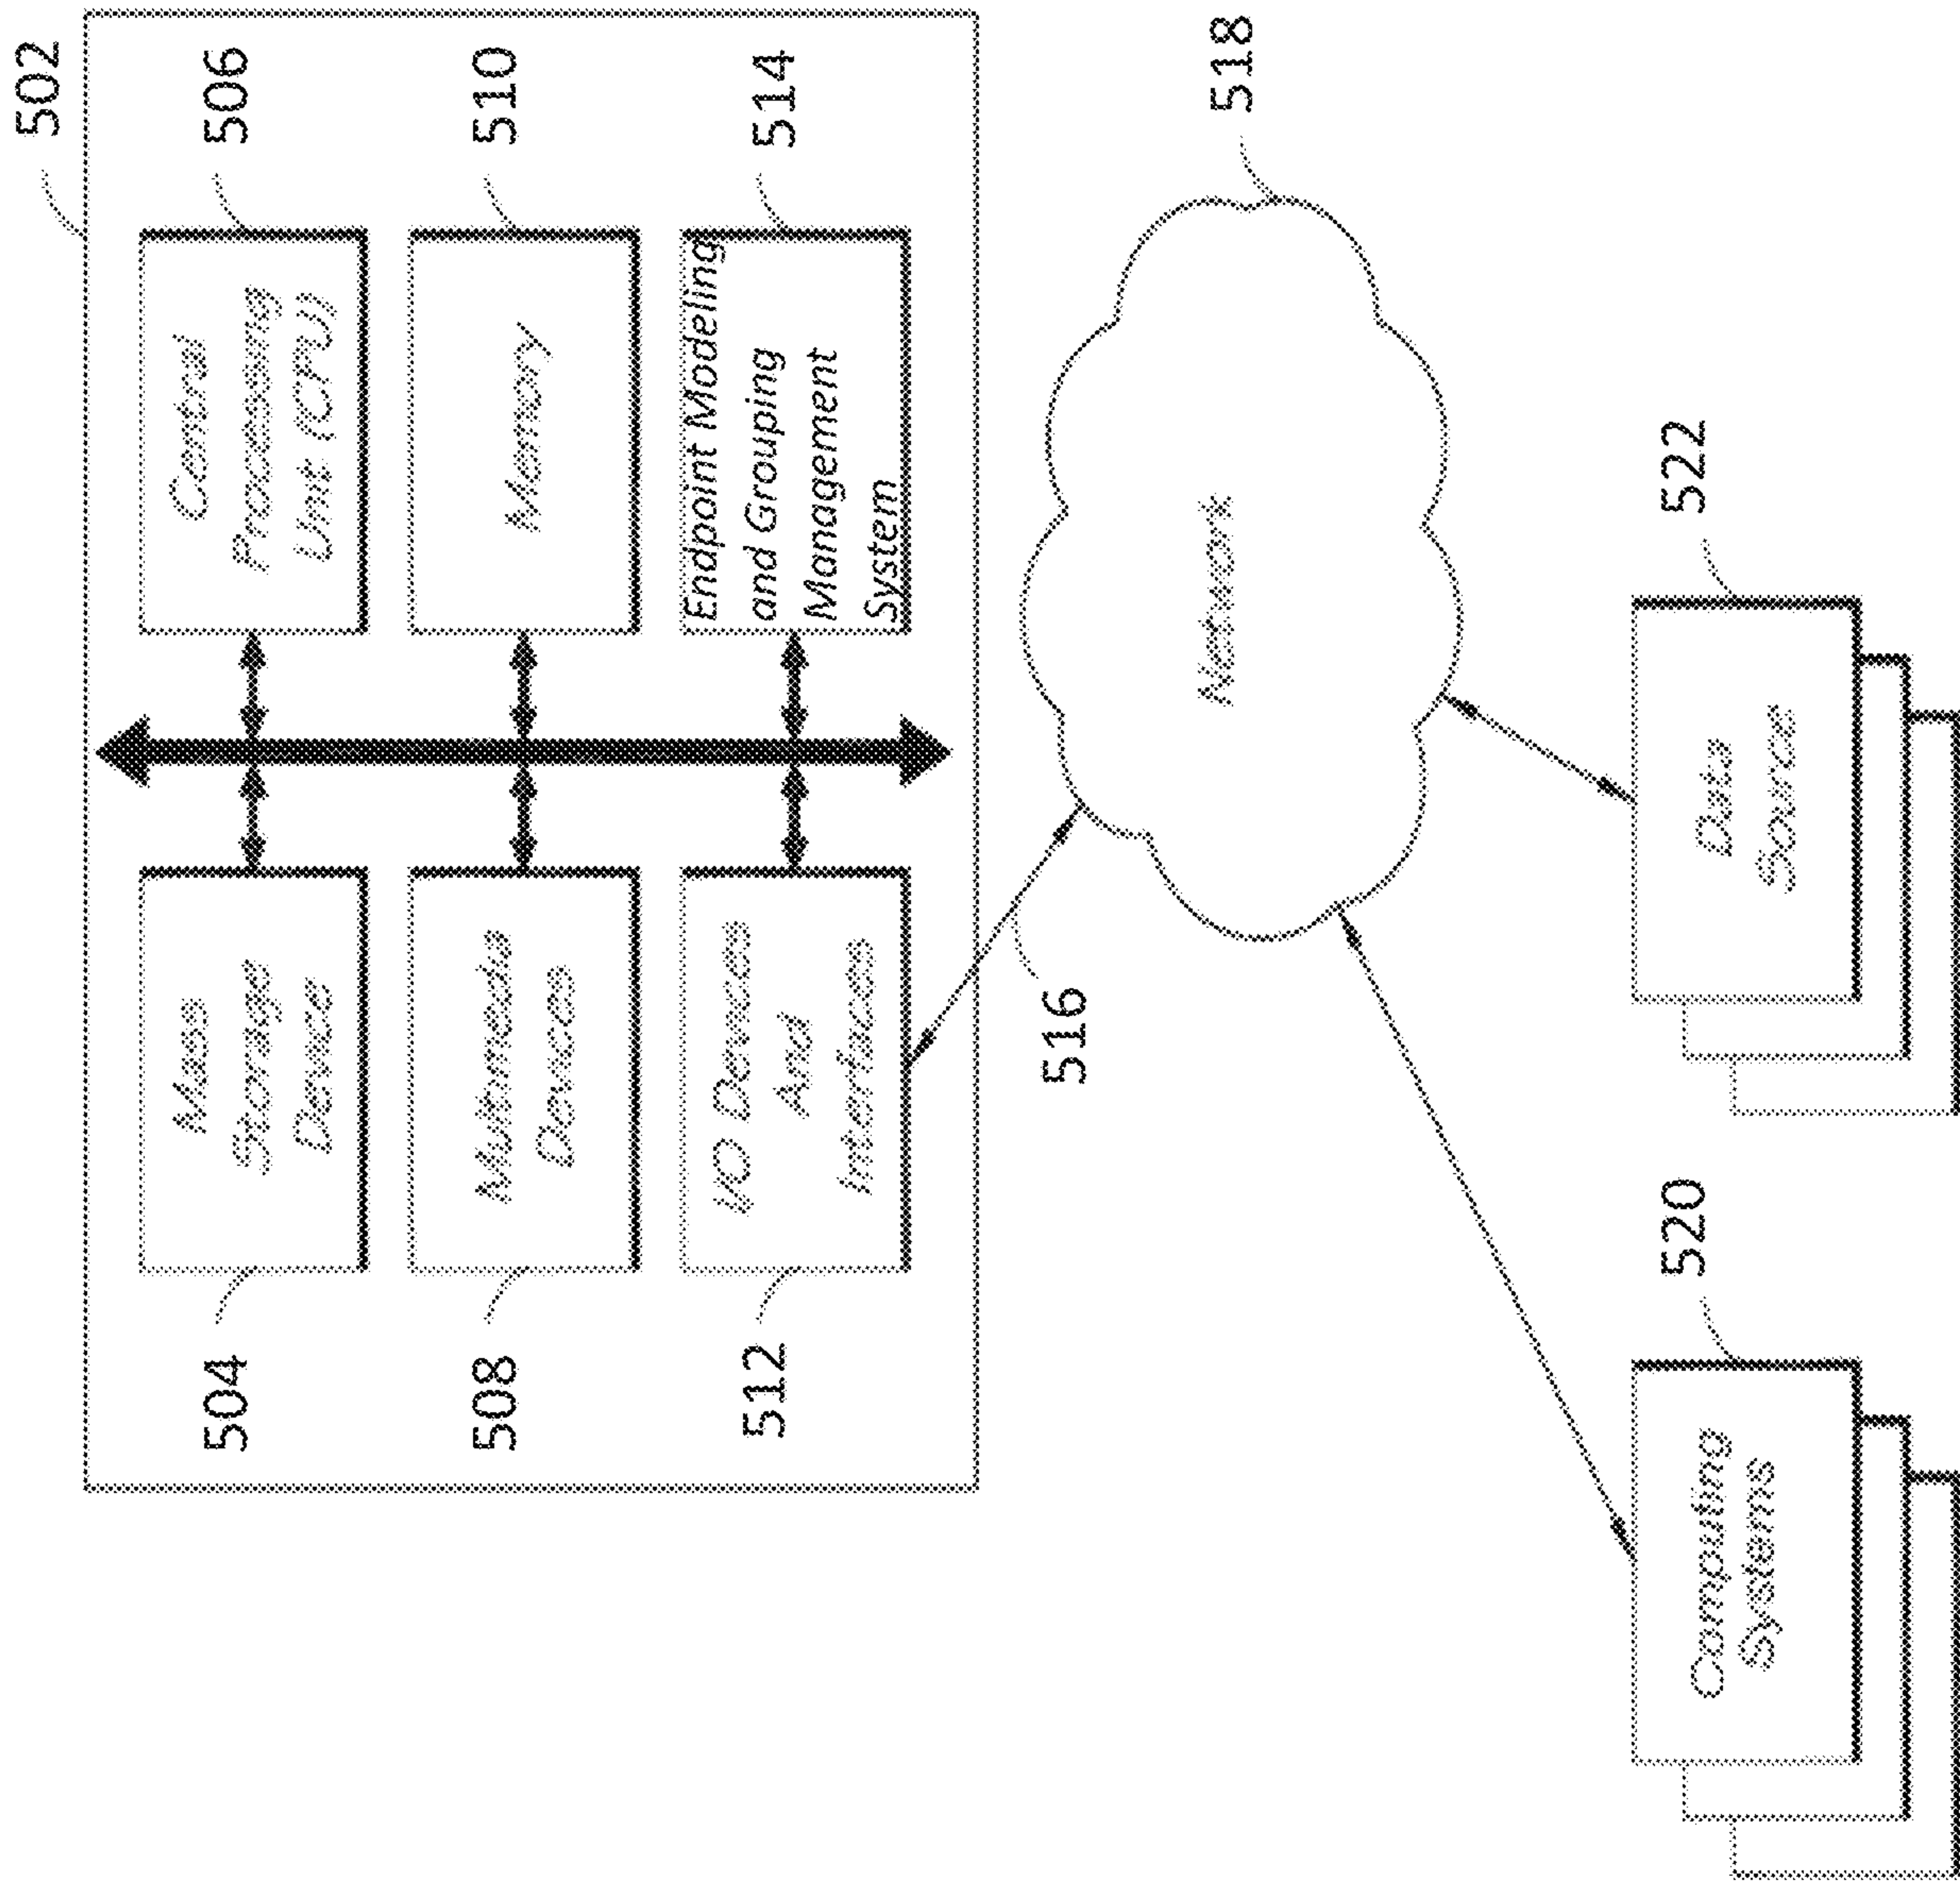 502
504
Mass
Storage
Device
Central
Processing
Unit (CPU)
506
508
Multimedia
Devices
Memory
510
512
I/O Devices
And
Interfaces
Endpoint Modeling
and Grouping
Management
System
514
516
Network
518
520
Computing
Systems
522
Data
Source